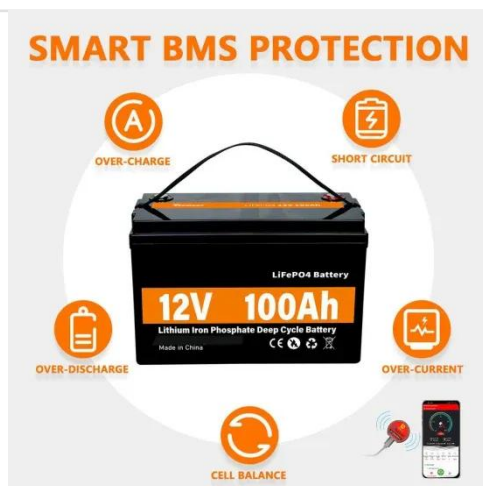 SMART BMS PROTECTION
OVER-CHARGE
SHORT CIRCUIT
LiFePO4 Battery
12V 100Ah
Lithium Iron Phosphate Deep Cycle Battery
Made in China
CE
OVER-DISCHARGE
OVER-CURRENT
CELL BALANCE